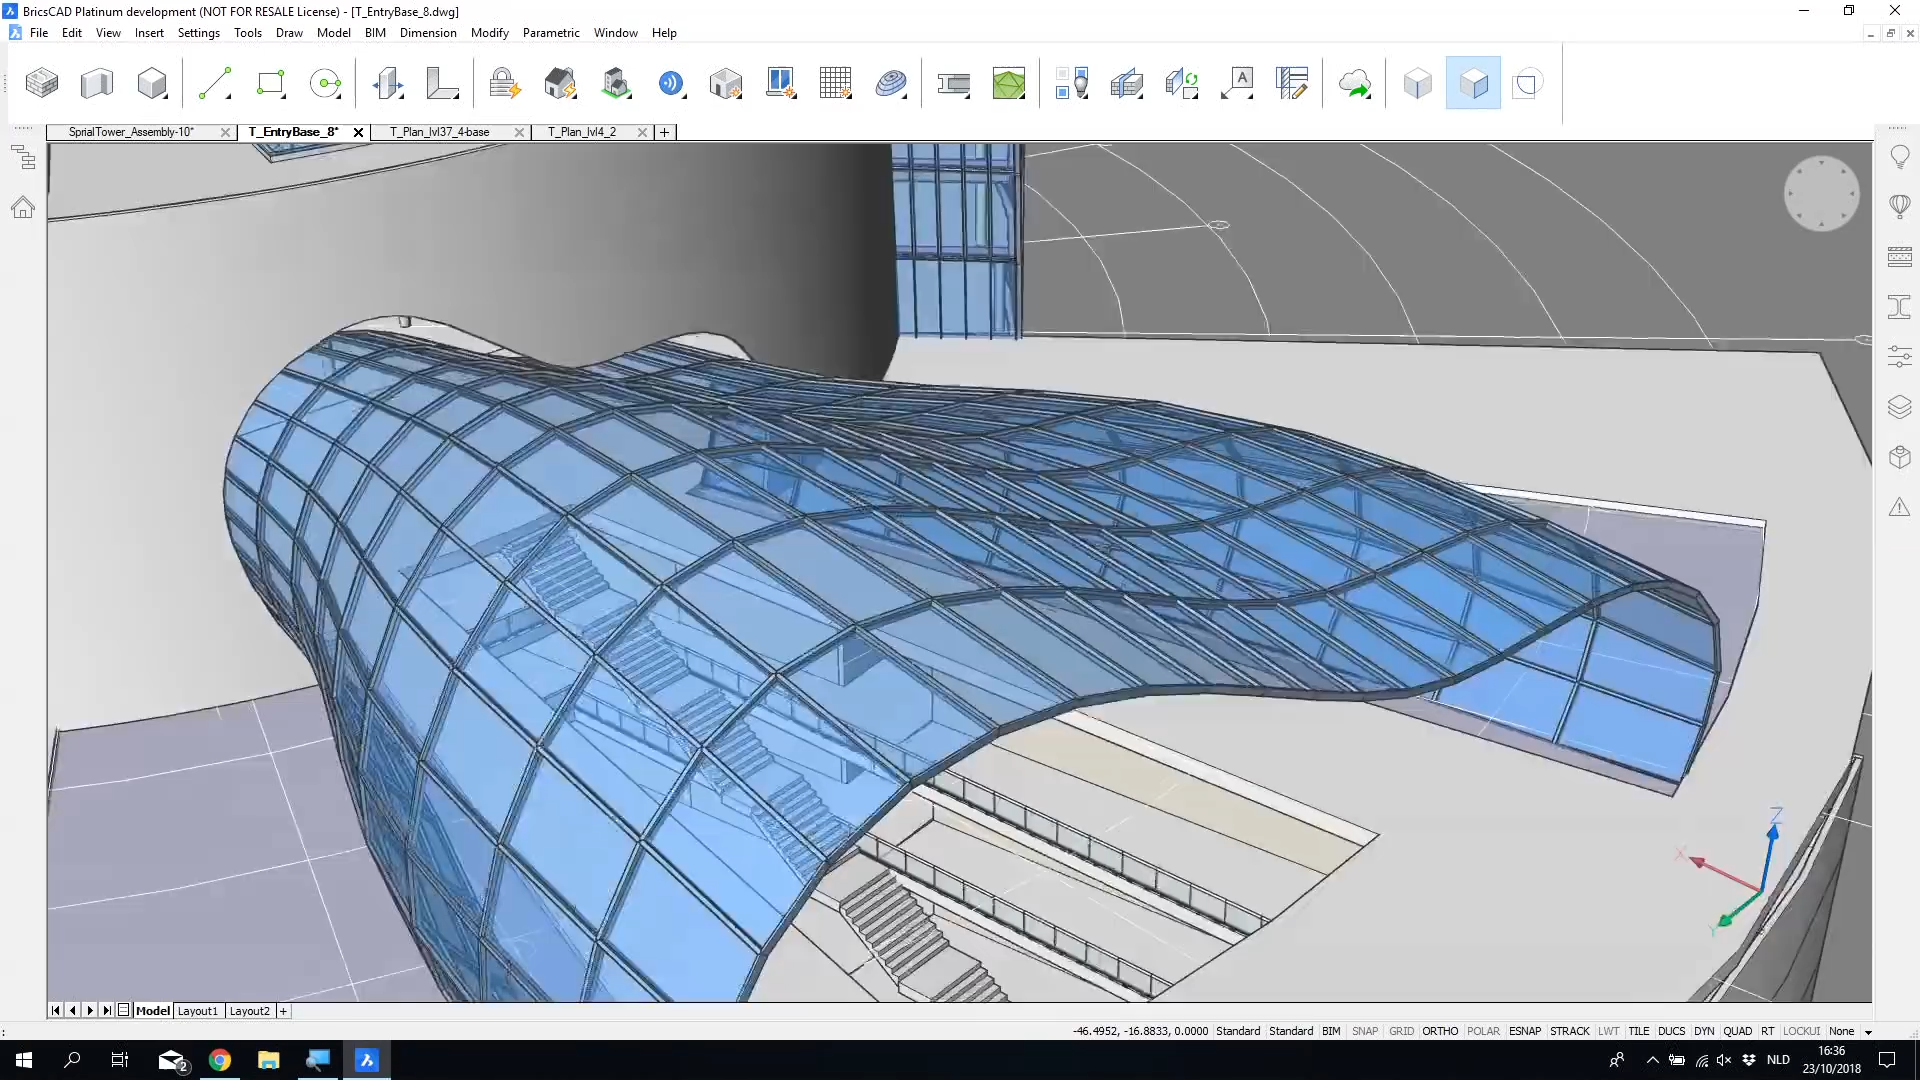 BricsCAD Platinum development (NOT FOR RESALE License) - [T_EntryBase_8.dwg]
File Edit View Insert Settings Tools Draw Model BIM Dimension Modify Parametric Window Help
A
SprialTower_Assembly-10* T_EntryBase_8* T_Plan_lvl37_4-base T_Plan_lvl4_2 +
Z
X
Y
Model Layout1 Layout2 +
: -46.4952, -16.8833, 0.0000 Standard Standard BIM SNAP GRID ORTHO POLAR ESNAP STRACK LWT TILE DUCS DYN QUAD RT LOCKUI None
2
NLD
16:36
23/10/2018